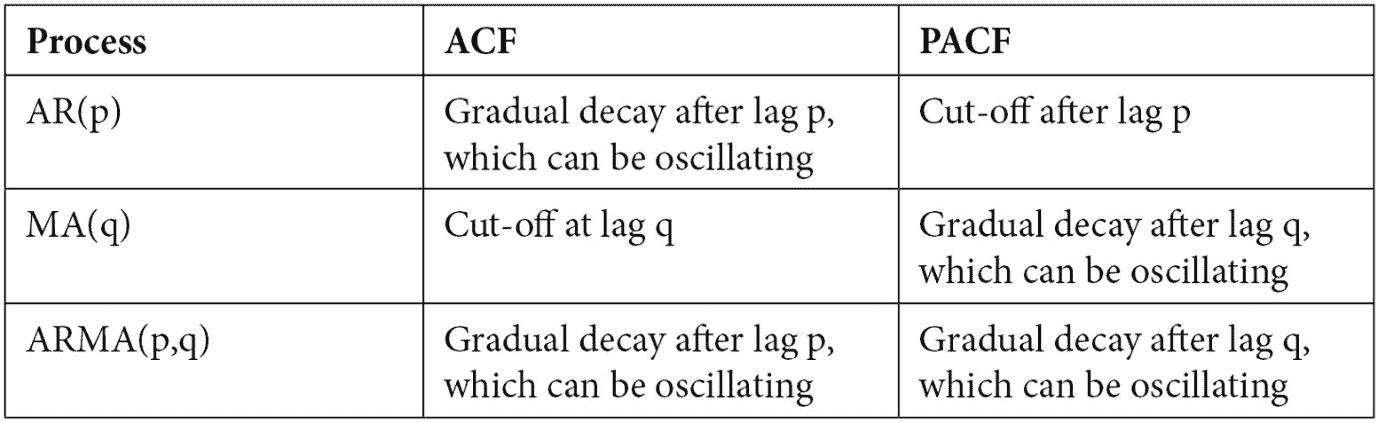 Process ACF PACF
AR(p) Gradual decay after lag p, Cut-off after lag p
which can be oscillating
MA(q) Cut-off at lag q Gradual decay after lag q,
which can be oscillating
ARMA(p,q) Gradual decay after lag p, Gradual decay after lag q,
which can be oscillating which can be oscillating